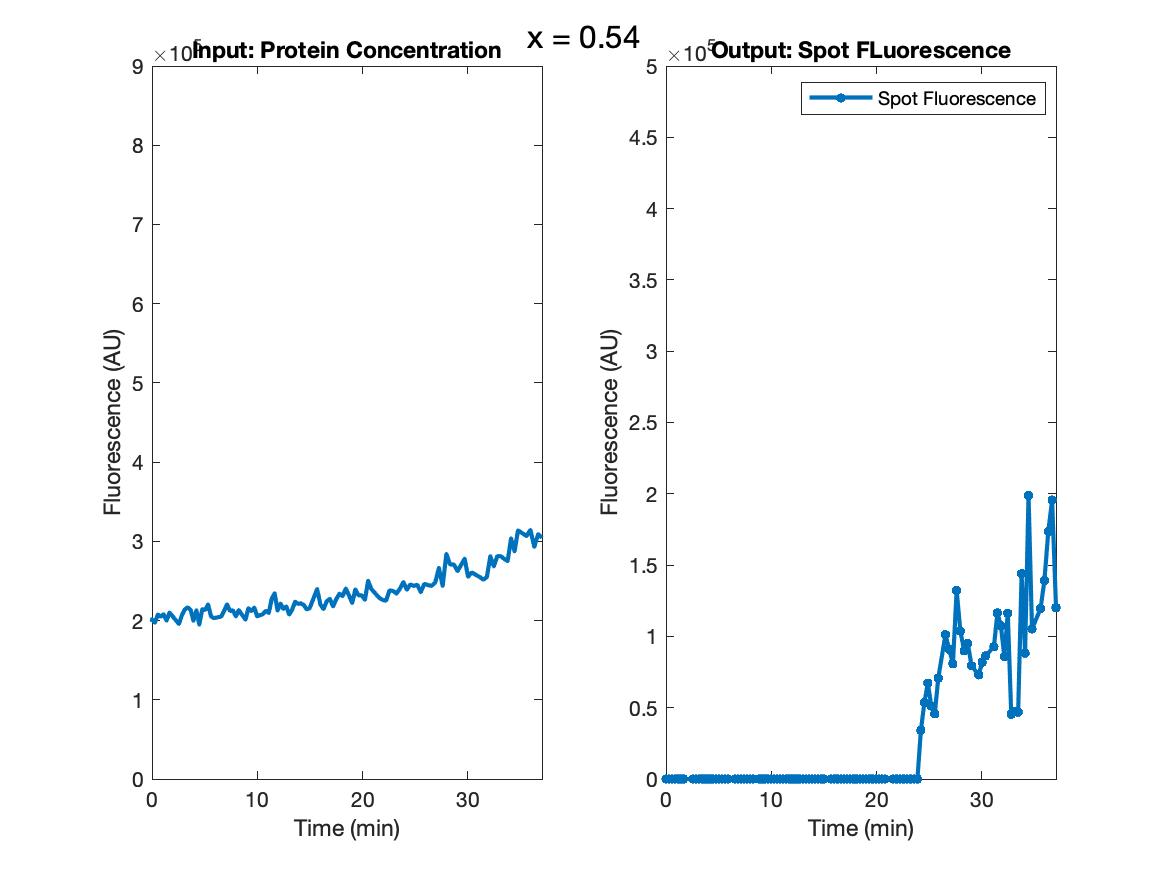 x = 0.54
×10⁵
Input: Protein Concentration
9
8
7
6
5
4
3
2
1
0
Fluorescence (AU)
0 10 20 30
Time (min)
×10⁵
Output: Spot FLuorescence
Spot Fluorescence
5
4.5
4
3.5
3
2.5
2
1.5
1
0.5
0
Fluorescence (AU)
0 10 20 30
Time (min)